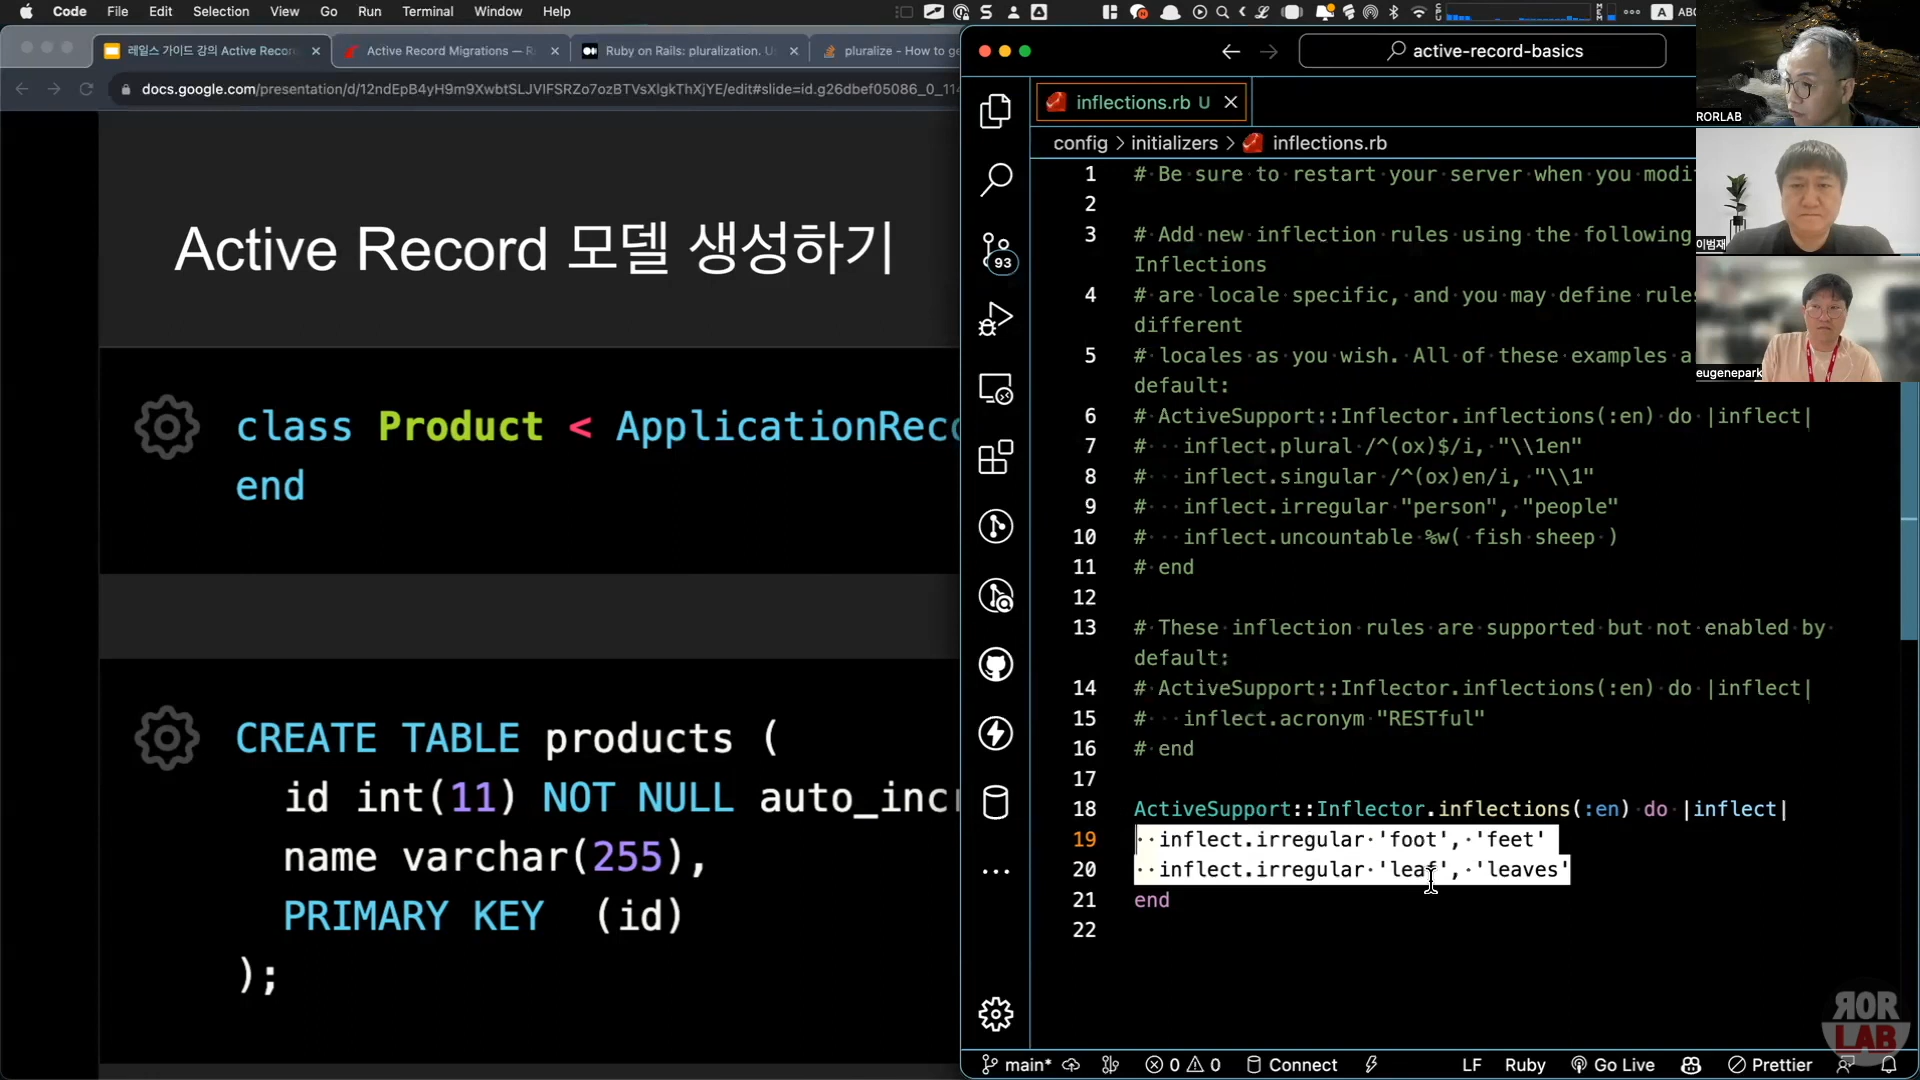 Code File Edit Selection View Go Run Terminal Window Help
레일스 가이드 강의 Active Recor
Active Record Migrations — R
Ruby on Rails: pluralization. U
pluralize - How to ge
docs.google.com/presentation/d/12ndEpB4yH9m9XwbtSLJVIFSRZo7ozBTVsXlgkThXjYE/edit#slide=id.g26dbef05086_0_114
Active Record 모델 생성하기
class Product < ApplicationReco
end
CREATE TABLE products (
id int(11) NOT NULL auto_incr
name varchar(255),
PRIMARY KEY (id)
);
active-record-basics
inflections.rb U
config > initializers > inflections.rb
93
1 # Be sure to restart your server when you modi
2
3 # Add new inflection rules using the following
Inflections
4 # are locale specific, and you may define rules
different
5 # locales as you wish. All of these examples a
default:
6 # ActiveSupport::Inflector.inflections(:en) do |inflect|
7 #   inflect.plural /^(ox)$/i, "\\1en"
8 #   inflect.singular /^(ox)en/i, "\\1"
9 #   inflect.irregular "person", "people"
10 #   inflect.uncountable %w( fish sheep )
11 # end
12
13 # These inflection rules are supported but not enabled by
default:
14 # ActiveSupport::Inflector.inflections(:en) do |inflect|
15 #   inflect.acronym "RESTful"
16 # end
17
18 ActiveSupport::Inflector.inflections(:en) do |inflect|
19   inflect.irregular 'foot', 'feet'
20   inflect.irregular 'leaf', 'leaves'
21 end
22
main* 0 0 Connect LF Ruby Go Live Prettier
RORLAB
이범재
eugenepark
ROR
LAB